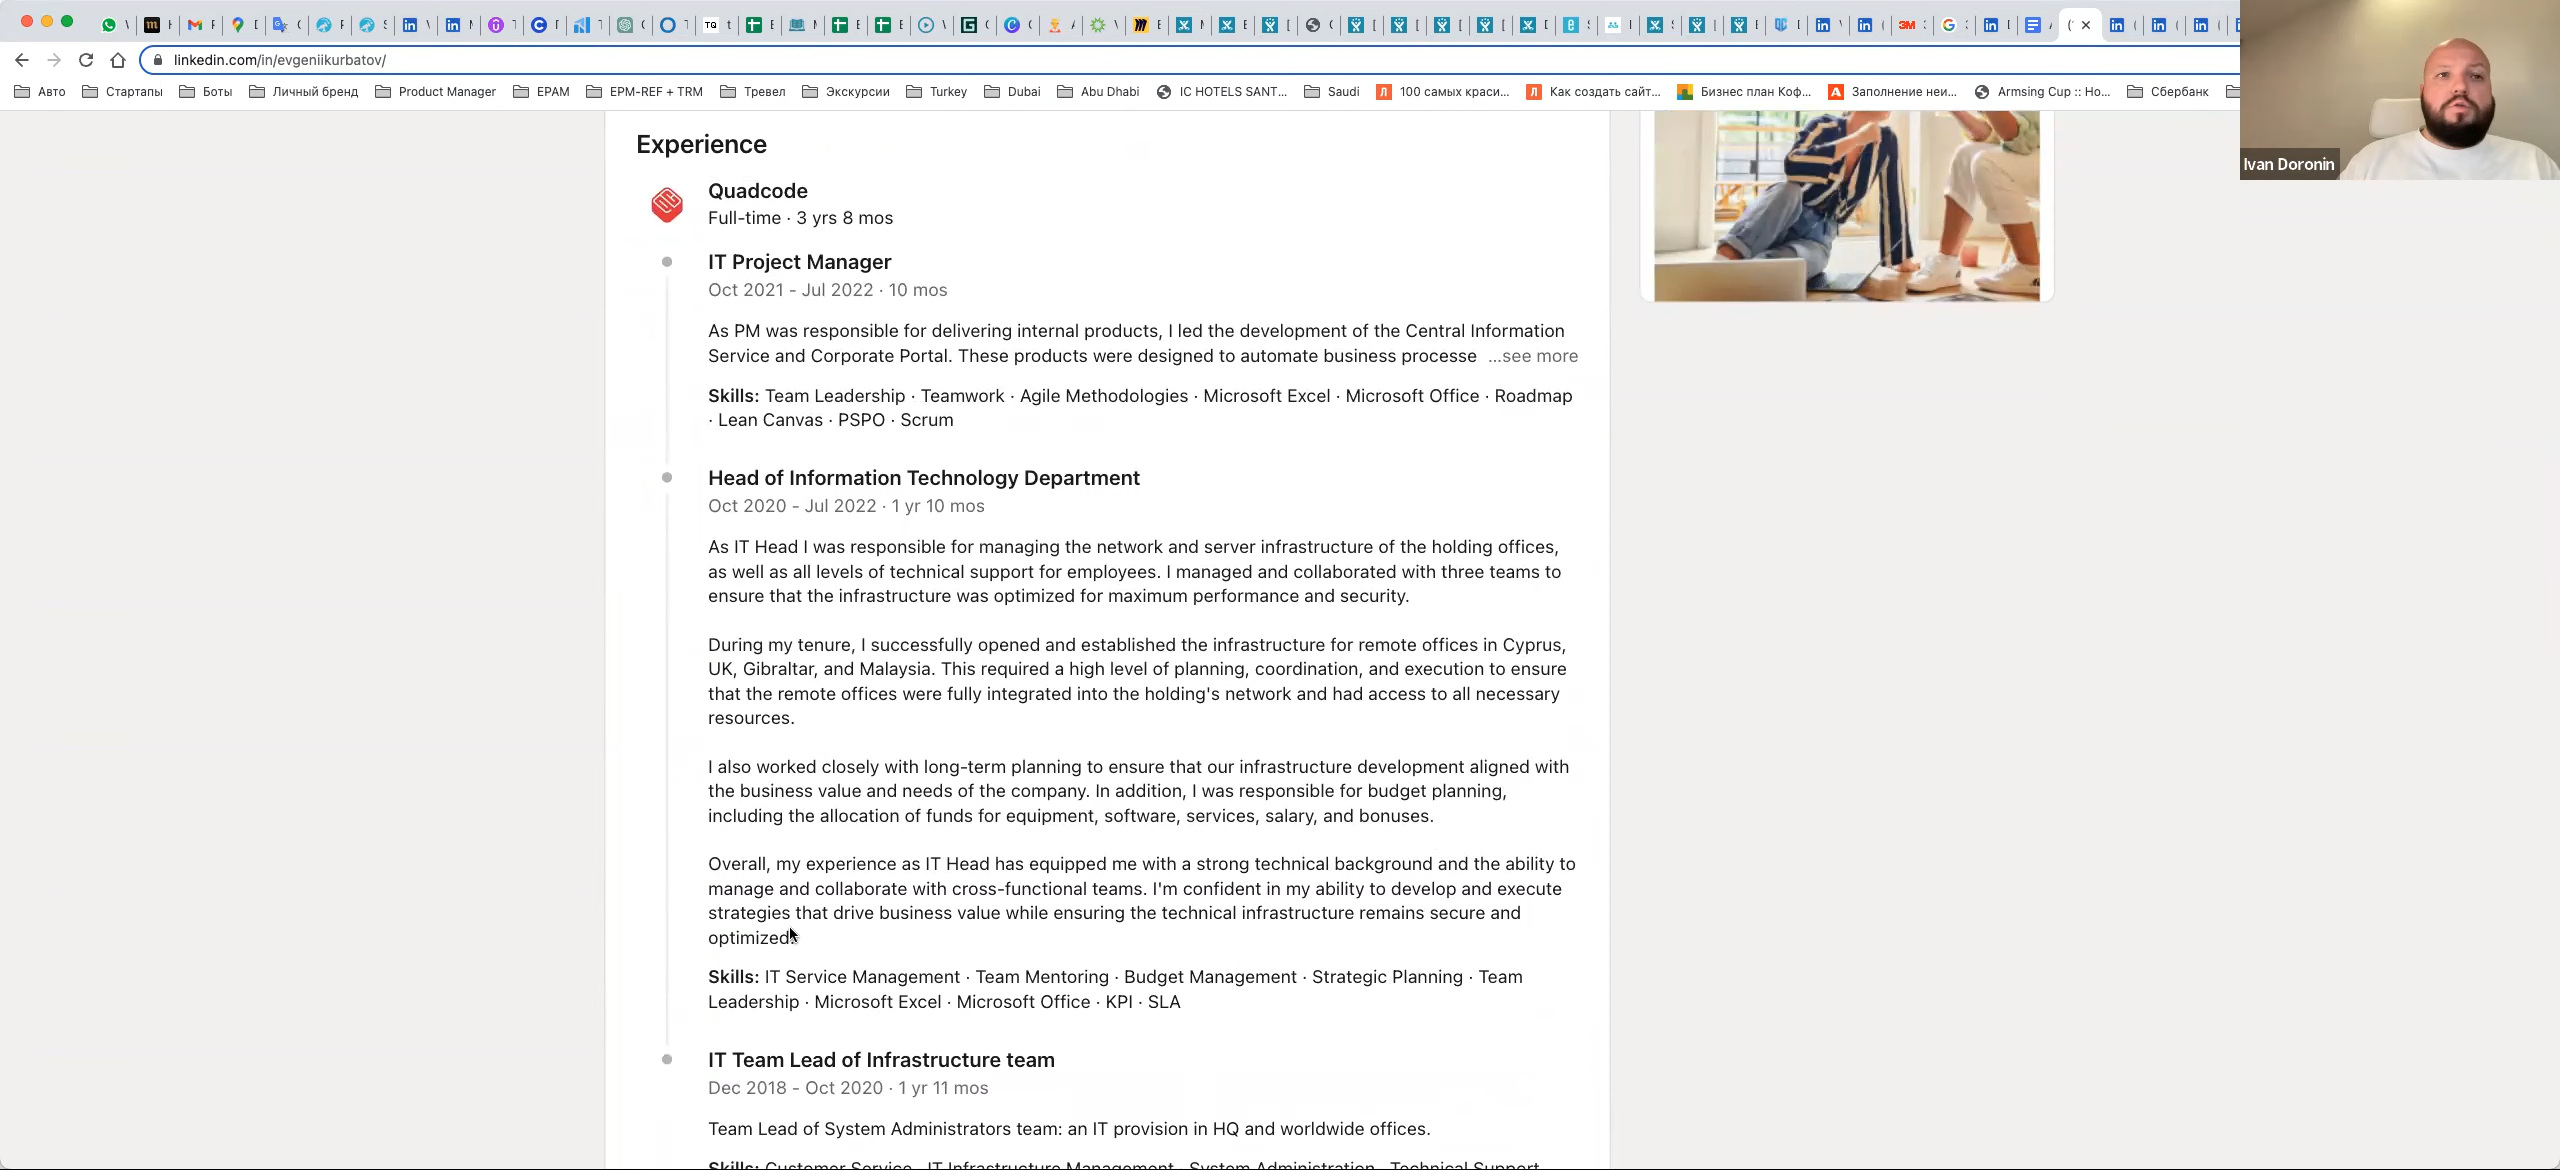 linkedin.com/in/evgeniikurbatov/
Авто
Стартапы
Боты
Личный бренд
Product Manager
EPAM
EPM-REF + TRM
Тревел
Экскурсии
Turkey
Dubai
Abu Dhabi
IC HOTELS SANT...
Saudi
100 самых краси...
Как создать сайт...
Бизнес план Коф...
Заполнение неи...
Armsing Cup :: Но...
Сбербанк
Ivan Doronin
Experience
Quadcode
Full-time · 3 yrs 8 mos
IT Project Manager
Oct 2021 - Jul 2022 · 10 mos
As PM was responsible for delivering internal products, I led the development of the Central Information
Service and Corporate Portal. These products were designed to automate business processe ...see more
Skills: Team Leadership · Teamwork · Agile Methodologies · Microsoft Excel · Microsoft Office · Roadmap
· Lean Canvas · PSPO · Scrum
Head of Information Technology Department
Oct 2020 - Jul 2022 · 1 yr 10 mos
As IT Head I was responsible for managing the network and server infrastructure of the holding offices,
as well as all levels of technical support for employees. I managed and collaborated with three teams to
ensure that the infrastructure was optimized for maximum performance and security.
During my tenure, I successfully opened and established the infrastructure for remote offices in Cyprus,
UK, Gibraltar, and Malaysia. This required a high level of planning, coordination, and execution to ensure
that the remote offices were fully integrated into the holding's network and had access to all necessary
resources.
I also worked closely with long-term planning to ensure that our infrastructure development aligned with
the business value and needs of the company. In addition, I was responsible for budget planning,
including the allocation of funds for equipment, software, services, salary, and bonuses.
Overall, my experience as IT Head has equipped me with a strong technical background and the ability to
manage and collaborate with cross-functional teams. I'm confident in my ability to develop and execute
strategies that drive business value while ensuring the technical infrastructure remains secure and
optimized.
Skills: IT Service Management · Team Mentoring · Budget Management · Strategic Planning · Team
Leadership · Microsoft Excel · Microsoft Office · KPI · SLA
IT Team Lead of Infrastructure team
Dec 2018 - Oct 2020 · 1 yr 11 mos
Team Lead of System Administrators team: an IT provision in HQ and worldwide offices.
Skills: Customer Service · IT Infrastructure Management · System Administration · Technical Support